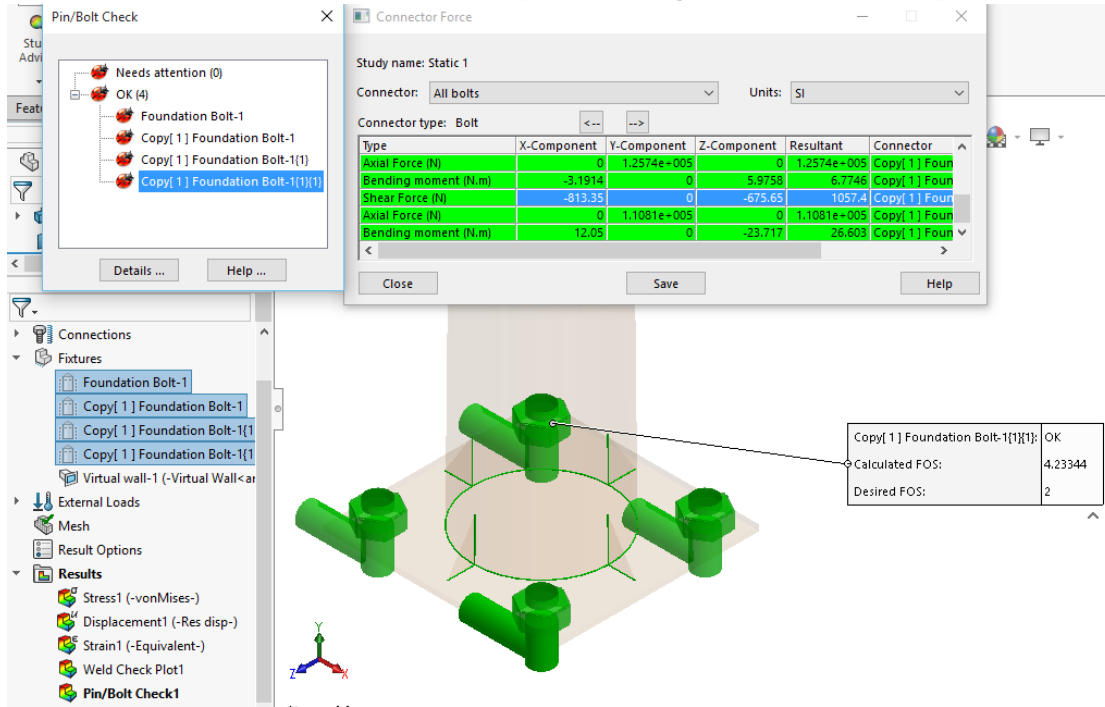 Pin/Bolt Check
Needs attention (0)
OK (4)
Foundation Bolt-1
Copy[ 1 ] Foundation Bolt-1
Copy[ 1 ] Foundation Bolt-1{1}
Copy[ 1 ] Foundation Bolt-1{1}{1}
Details ... Help ...
Connector Force
Study name: Static 1
Connector: All bolts Units: SI
Connector type: Bolt <-- -->
Type X-Component Y-Component Z-Component Resultant Connector
Axial Force (N) 0 1.2574e+005 0 1.2574e+005 Copy[ 1 ] Foun
Bending moment (N.m) -3.1914 0 5.9758 6.7746 Copy[ 1 ] Foun
Shear Force (N) -813.35 0 -675.65 1057.4 Copy[ 1 ] Foun
Axial Force (N) 0 1.1081e+005 0 1.1081e+005 Copy[ 1 ] Foun
Bending moment (N.m) 12.05 0 -23.717 26.603 Copy[ 1 ] Foun
Close Save Help
Stu
Advi
Feat
Connections
Fixtures
Foundation Bolt-1
Copy[ 1 ] Foundation Bolt-1
Copy[ 1 ] Foundation Bolt-1{1
Copy[ 1 ] Foundation Bolt-1{1
Virtual wall-1 (-Virtual Wall<ar
External Loads
Mesh
Result Options
Results
Stress1 (-vonMises-)
Displacement1 (-Res disp-)
Strain1 (-Equivalent-)
Weld Check Plot1
Pin/Bolt Check1
Copy[ 1 ] Foundation Bolt-1{1}{1}: OK
Calculated FOS: 4.23344
Desired FOS: 2
Y
Z X